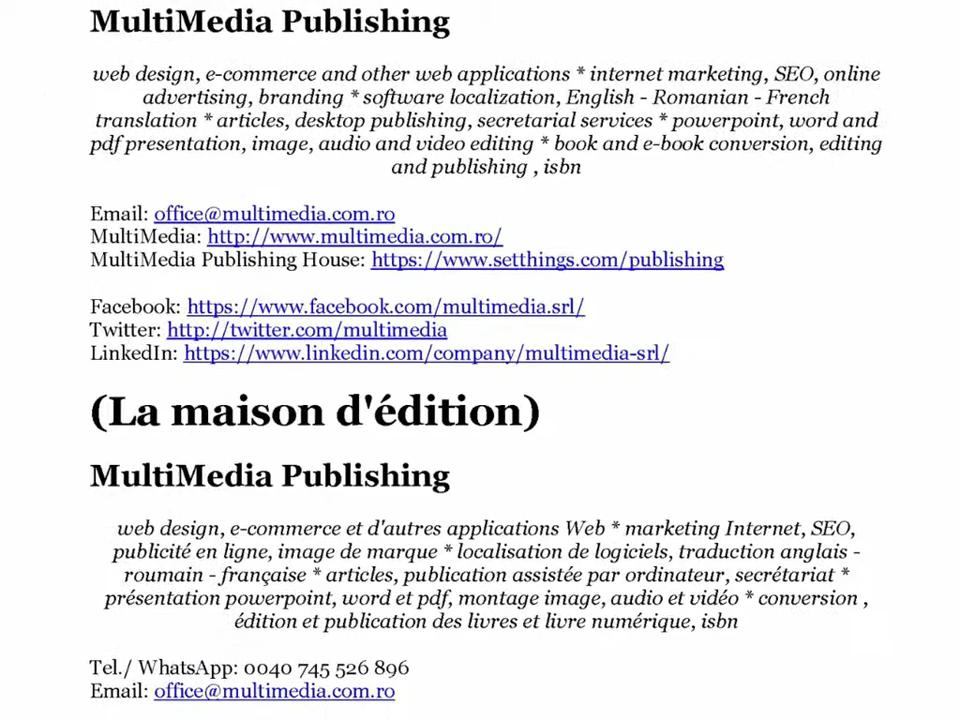 MultiMedia Publishing
web design, e-commerce and other web applications * internet marketing, SEO, online
advertising, branding * software localization, English - Romanian - French
translation * articles, desktop publishing, secretarial services * powerpoint, word and
pdf presentation, image, audio and video editing * book and e-book conversion, editing
and publishing , isbn
Email: office@multimedia.com.ro
MultiMedia: http://www.multimedia.com.ro/
MultiMedia Publishing House: https://www.setthings.com/publishing
Facebook: https://www.facebook.com/multimedia.srl/
Twitter: http://twitter.com/multimedia
LinkedIn: https://www.linkedin.com/company/multimedia-srl/
(La maison d'édition)
MultiMedia Publishing
web design, e-commerce et d'autres applications Web * marketing Internet, SEO,
publicité en ligne, image de marque * localisation de logiciels, traduction anglais -
roumain - française * articles, publication assistée par ordinateur, secrétariat *
présentation powerpoint, word et pdf, montage image, audio et vidéo * conversion ,
édition et publication des livres et livre numérique, isbn
Tel./ WhatsApp: 0040 745 526 896
Email: office@multimedia.com.ro